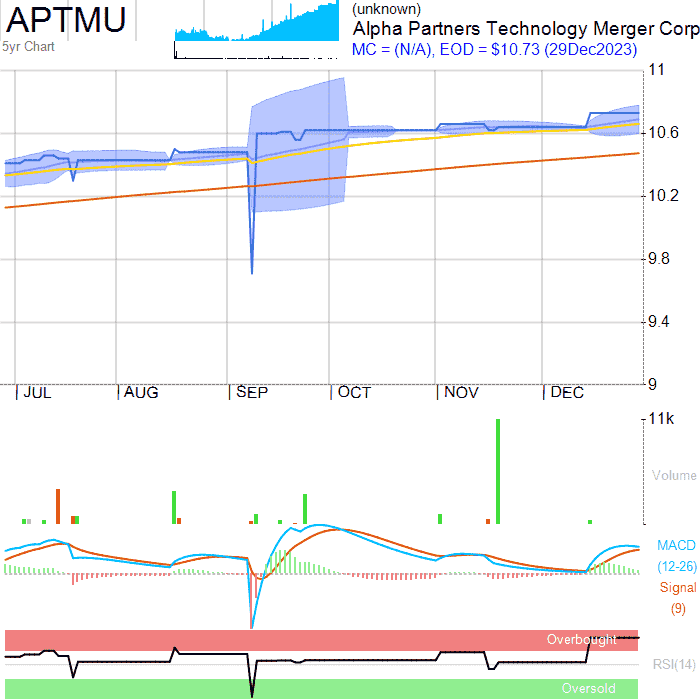 APTMU
5yr Chart
(unknown)
Alpha Partners Technology Merger Corp
MC = (N/A), EOD = $10.73 (29Dec2023)
11
10.6
10.2
9.8
9.4
9
JUL AUG SEP OCT NOV DEC
11k
Volume
MACD
(12-26)
Signal
(9)
Overbought
RSI(14)
Oversold